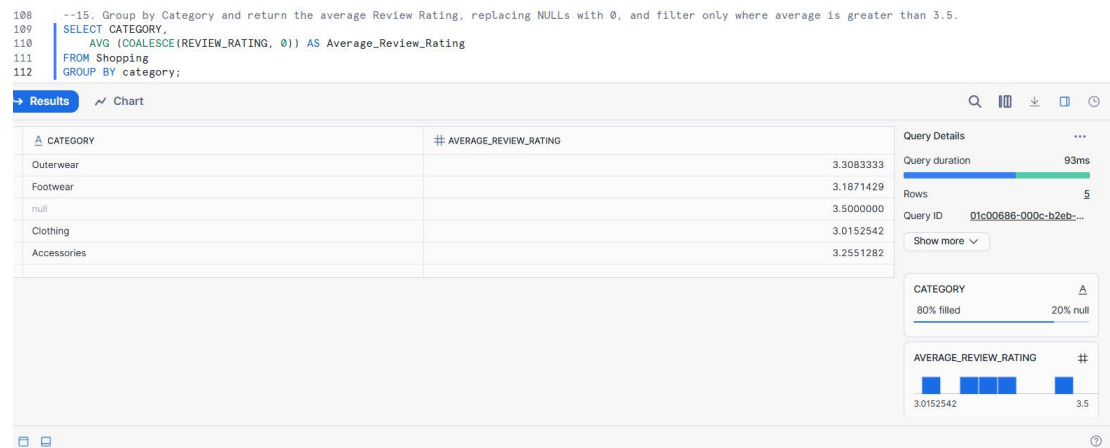 108 --15. Group by Category and return the average Review Rating, replacing NULLs with 0, and filter only where average is greater than 3.5.
109 SELECT CATEGORY,
110 AVG (COALESCE(REVIEW_RATING, 0)) AS Average_Review_Rating
111 FROM Shopping
112 GROUP BY category;
Results Chart
A CATEGORY # AVERAGE_REVIEW_RATING
Outerwear 3.3083333
Footwear 3.1871429
null 3.5000000
Clothing 3.0152542
Accessories 3.2551282
Query Details ...
Query duration 93ms
Rows 5
Query ID 01c00686-000c-b2eb-...
Show more
CATEGORY A
80% filled 20% null
AVERAGE_REVIEW_RATING #
3.0152542 3.5